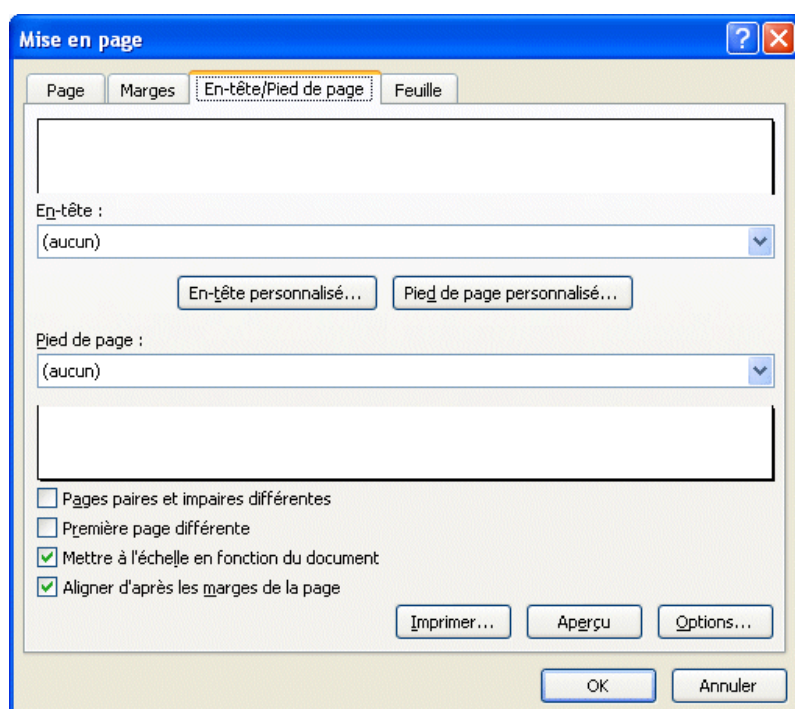 Mise en page
Page Marges En-tête/Pied de page Feuille
En-tête :
(aucun)
En-tête personnalisé... Pied de page personnalisé...
Pied de page :
(aucun)
Pages paires et impaires différentes
Première page différente
Mettre à l'échelle en fonction du document
Aligner d'après les marges de la page
Imprimer... Aperçu Options...
OK Annuler